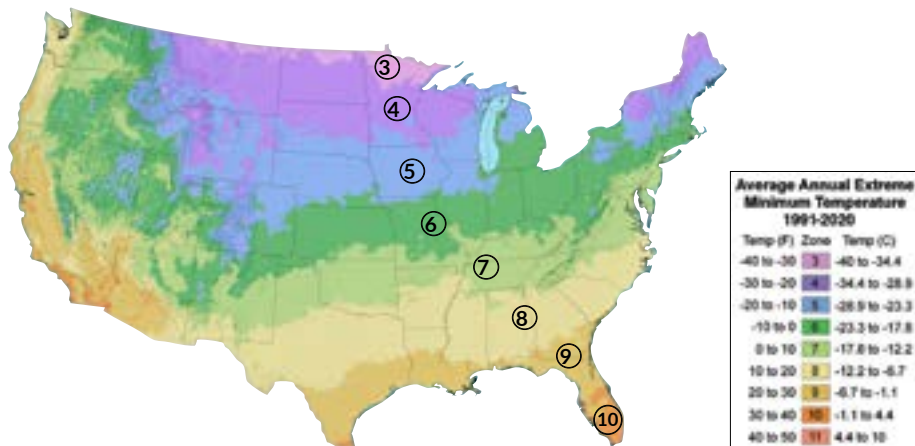 3
4
5
6
7
8
9
10
Average Annual Extreme
Minimum Temperature
1991-2020
Temp (F) Zone Temp (C)
-40 to -30 3 -40 to -34.4
-30 to -20 4 -34.4 to -28.9
-20 to -10 5 -28.9 to -23.3
-10 to 0 6 -23.3 to -17.8
0 to 10 7 -17.8 to -12.2
10 to 20 8 -12.2 to -6.7
20 to 30 9 -6.7 to -1.1
30 to 40 10 -1.1 to 4.4
40 to 50 11 4.4 to 10